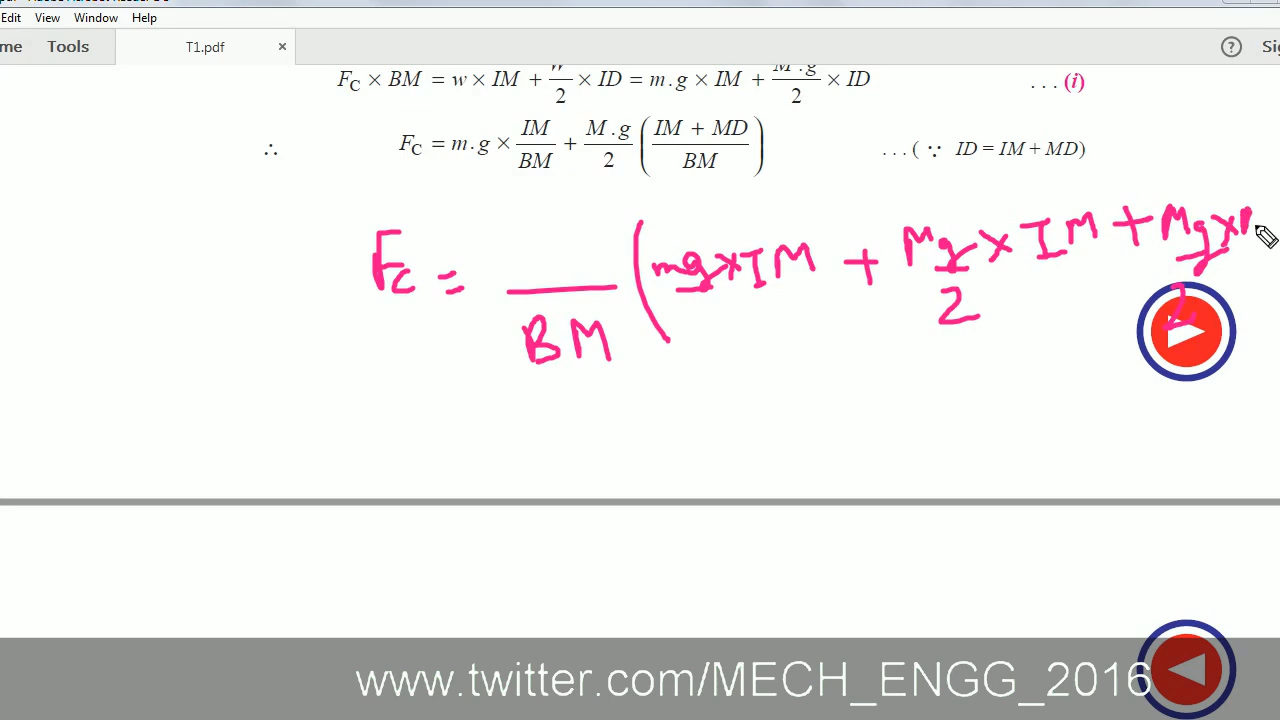 Edit View Window Help
me Tools T1.pdf × ? Sig
F_C × BM = w × IM + W/2 × ID = m.g × IM + M.g/2 × ID ...(i)
∴ F_C = m.g × IM/BM + M.g/2 (IM + MD/BM) ...(∵ ID = IM + MD)
F_C = /BM (mg × IM + Mg/2 × IM + Mg/2 ×
www.twitter.com/MECH_ENGG_2016